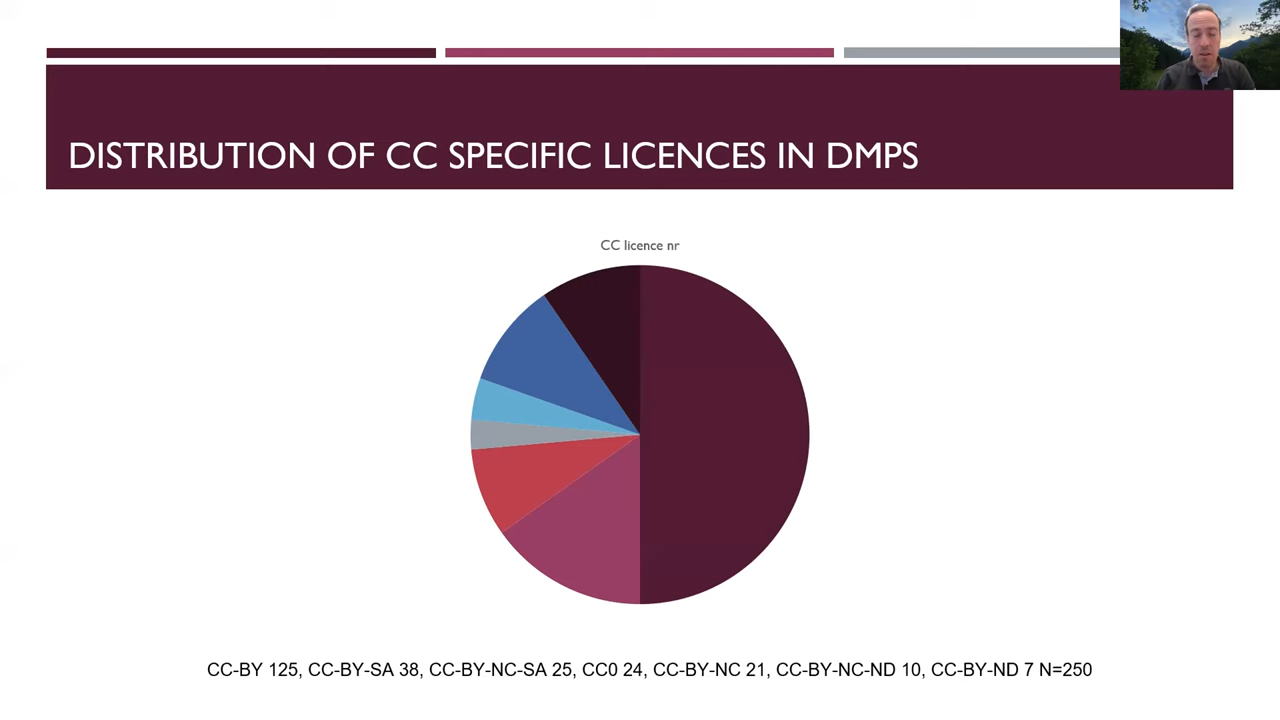 DISTRIBUTION OF CC SPECIFIC LICENCES IN DMPS
CC licence nr
CC-BY 125, CC-BY-SA 38, CC-BY-NC-SA 25, CC0 24, CC-BY-NC 21, CC-BY-NC-ND 10, CC-BY-ND 7 N=250